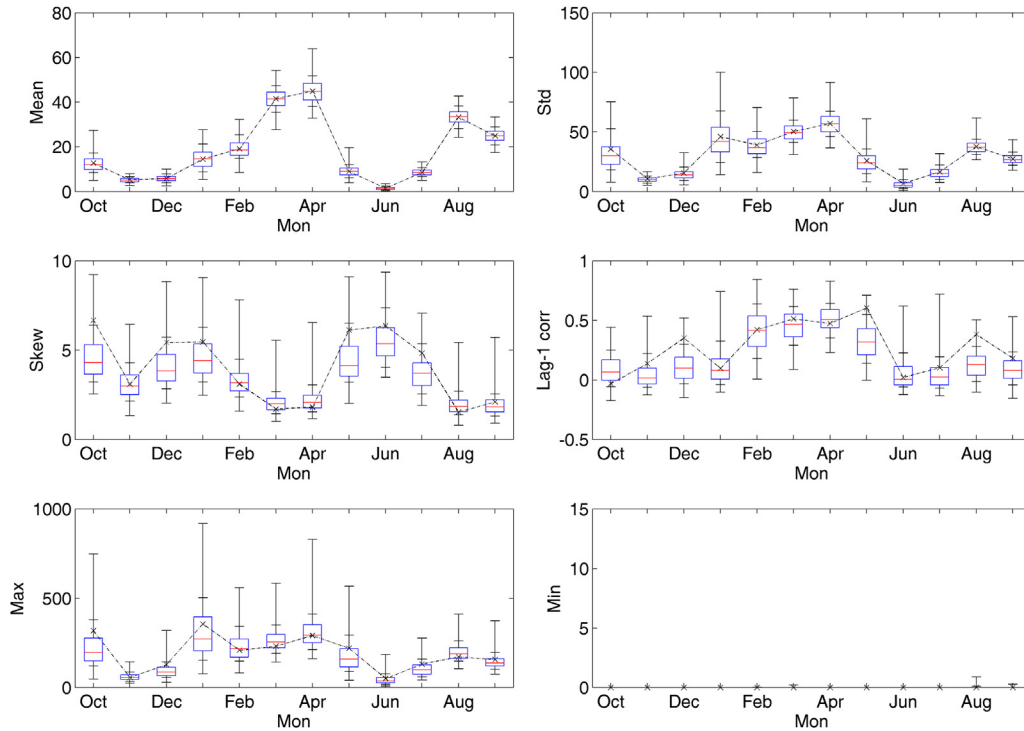 80
60
40
20
0
Mean
Oct Dec Feb Apr Jun Aug
Mon
150
100
50
0
Std
Oct Dec Feb Apr Jun Aug
Mon
10
5
0
Skew
Oct Dec Feb Apr Jun Aug
Mon
1
0.5
0
-0.5
Lag-1 corr
Oct Dec Feb Apr Jun Aug
Mon
1000
500
0
Max
Oct Dec Feb Apr Jun Aug
Mon
15
10
5
0
Min
Oct Dec Feb Apr Jun Aug
Mon